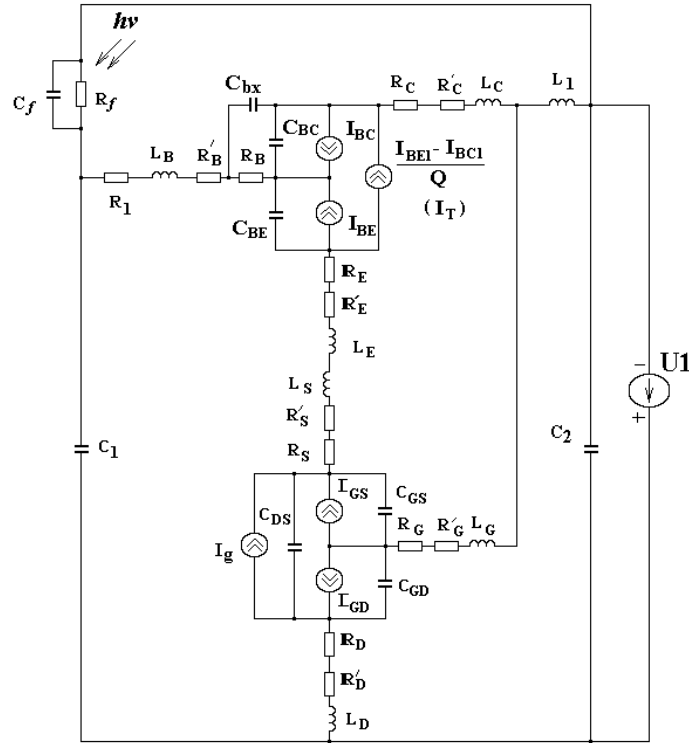 hν
C_f
R_f
C_bx
R_C
R′_C
L_C
L_1
L_B
R′_B
R_B
C_BC
I_BC
I_BE1 - I_BC1
Q
(I_T)
R_1
C_BE
I_BE
R_E
R′_E
L_E
U1
−
+
L_S
R′_S
R_S
C_1
C_2
I_GS
C_GS
C_DS
R_G
R′_G
L_G
I_g
C_GD
I_GD
R_D
R′_D
L_D